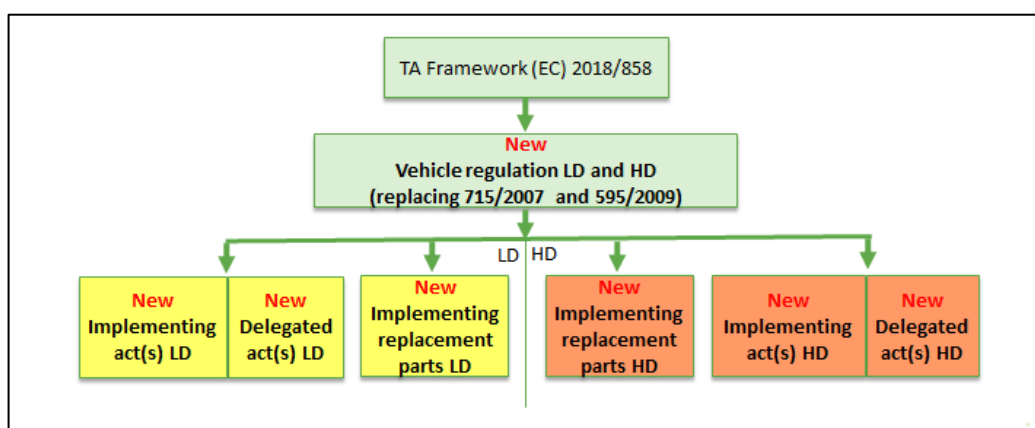 TA Framework (EC) 2018/858
New
Vehicle regulation LD and HD
(replacing 715/2007 and 595/2009)
LD HD
New
Implementing
act(s) LD
New
Delegated
act(s) LD
New
Implementing
replacement
parts LD
New
Implementing
replacement
parts HD
New
Implementing
act(s) HD
New
Delegated
act(s) HD